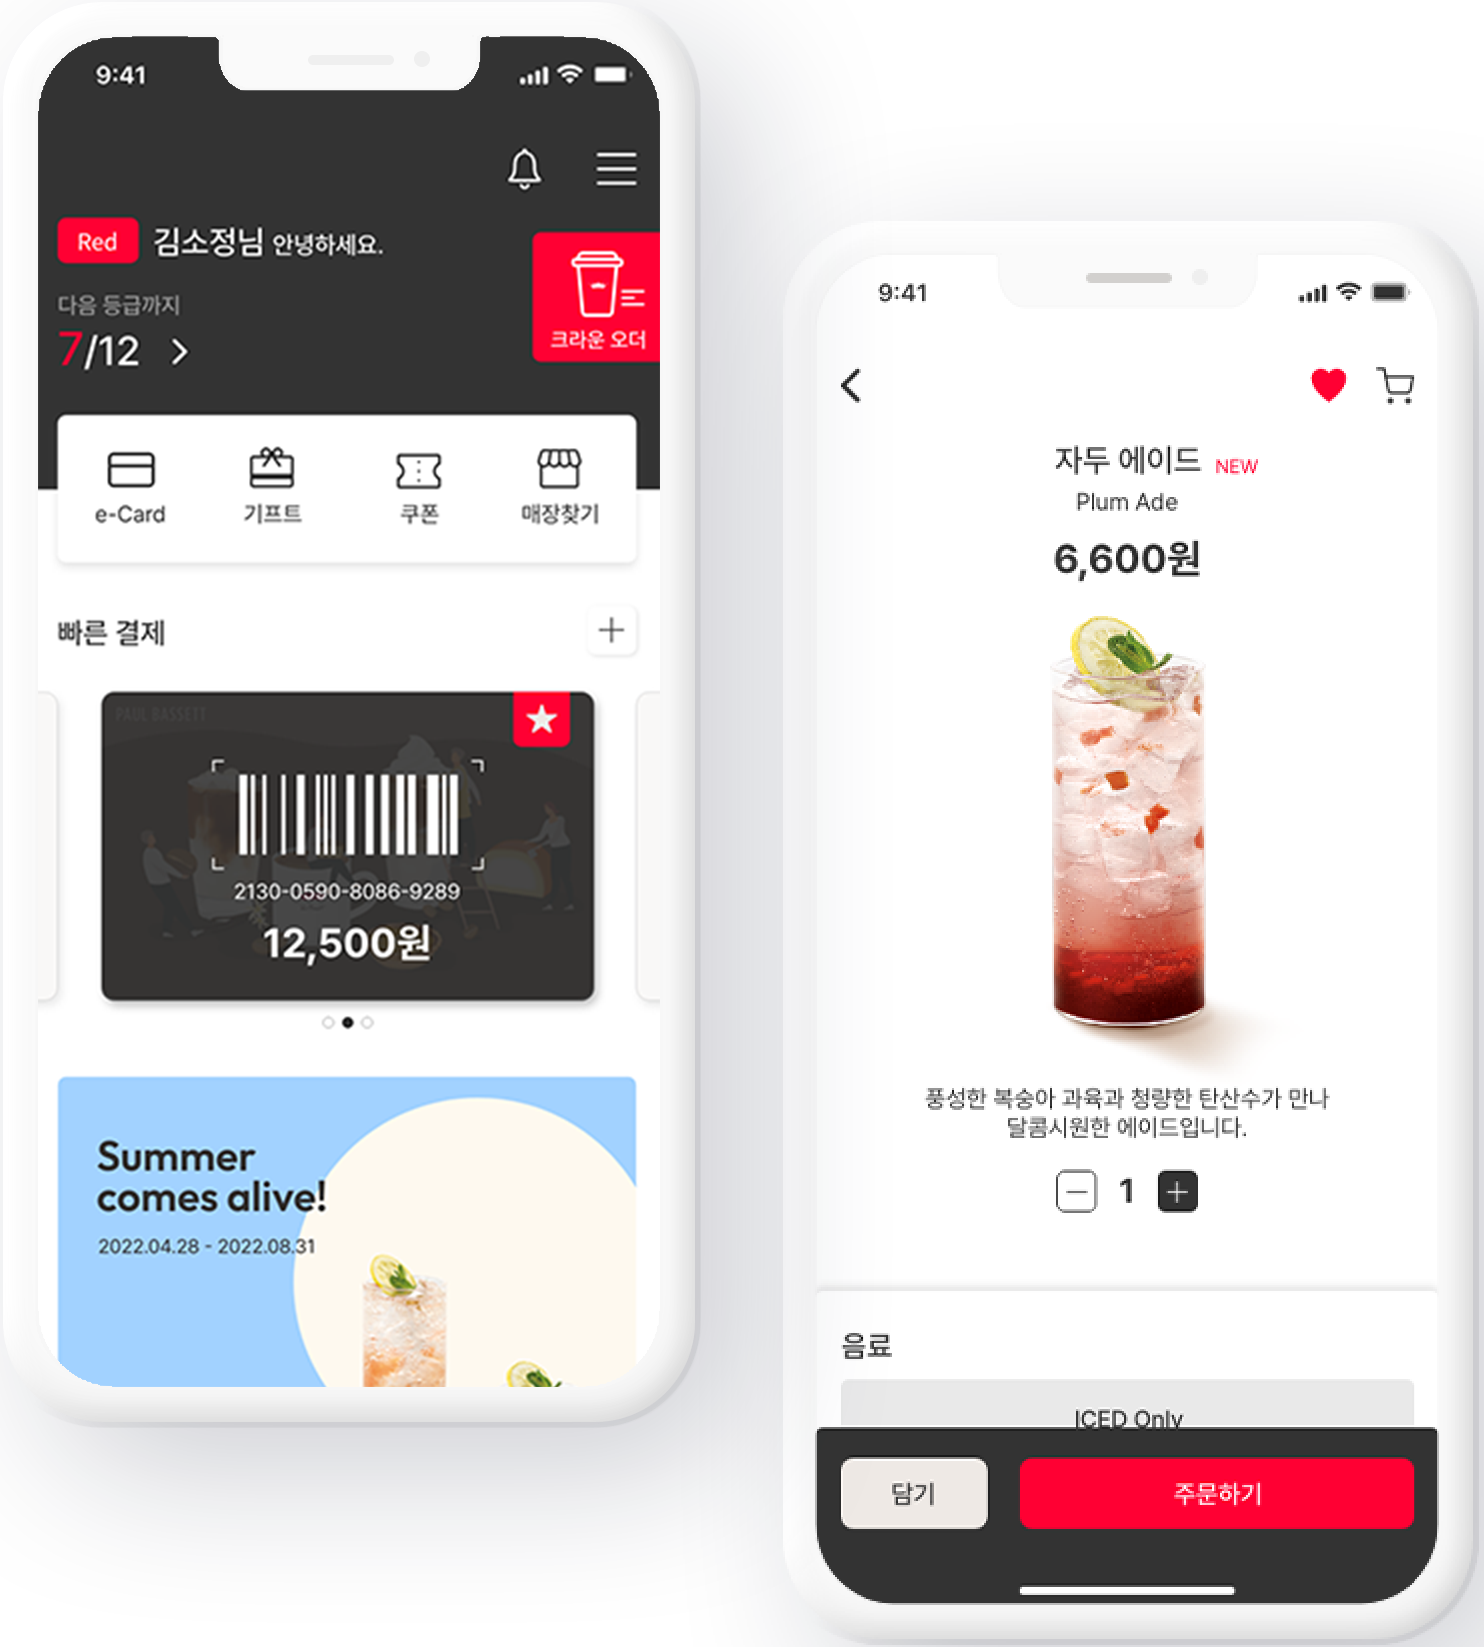 9:41
Red 김소정님 안녕하세요.
다음 등급까지
7/12
크라운 오더
e-Card 기프트 쿠폰 매장찾기
빠른 결제
PAUL BASSETT
2130-0590-8086-9289
12,500원
Summer
comes alive!
2022.04.28 - 2022.08.31
9:41
자두 에이드 NEW
Plum Ade
6,600원
풍성한 복숭아 과육과 청량한 탄산수가 만나
달콤시원한 에이드입니다.
1
음료
ICED Only
담기 주문하기